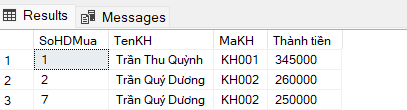 Results Messages
SoHDMua TenKH MaKH Thành tiền
1 1 Trần Thu Quỳnh KH001 345000
2 2 Trần Quý Dương KH002 260000
3 7 Trần Quý Dương KH002 250000